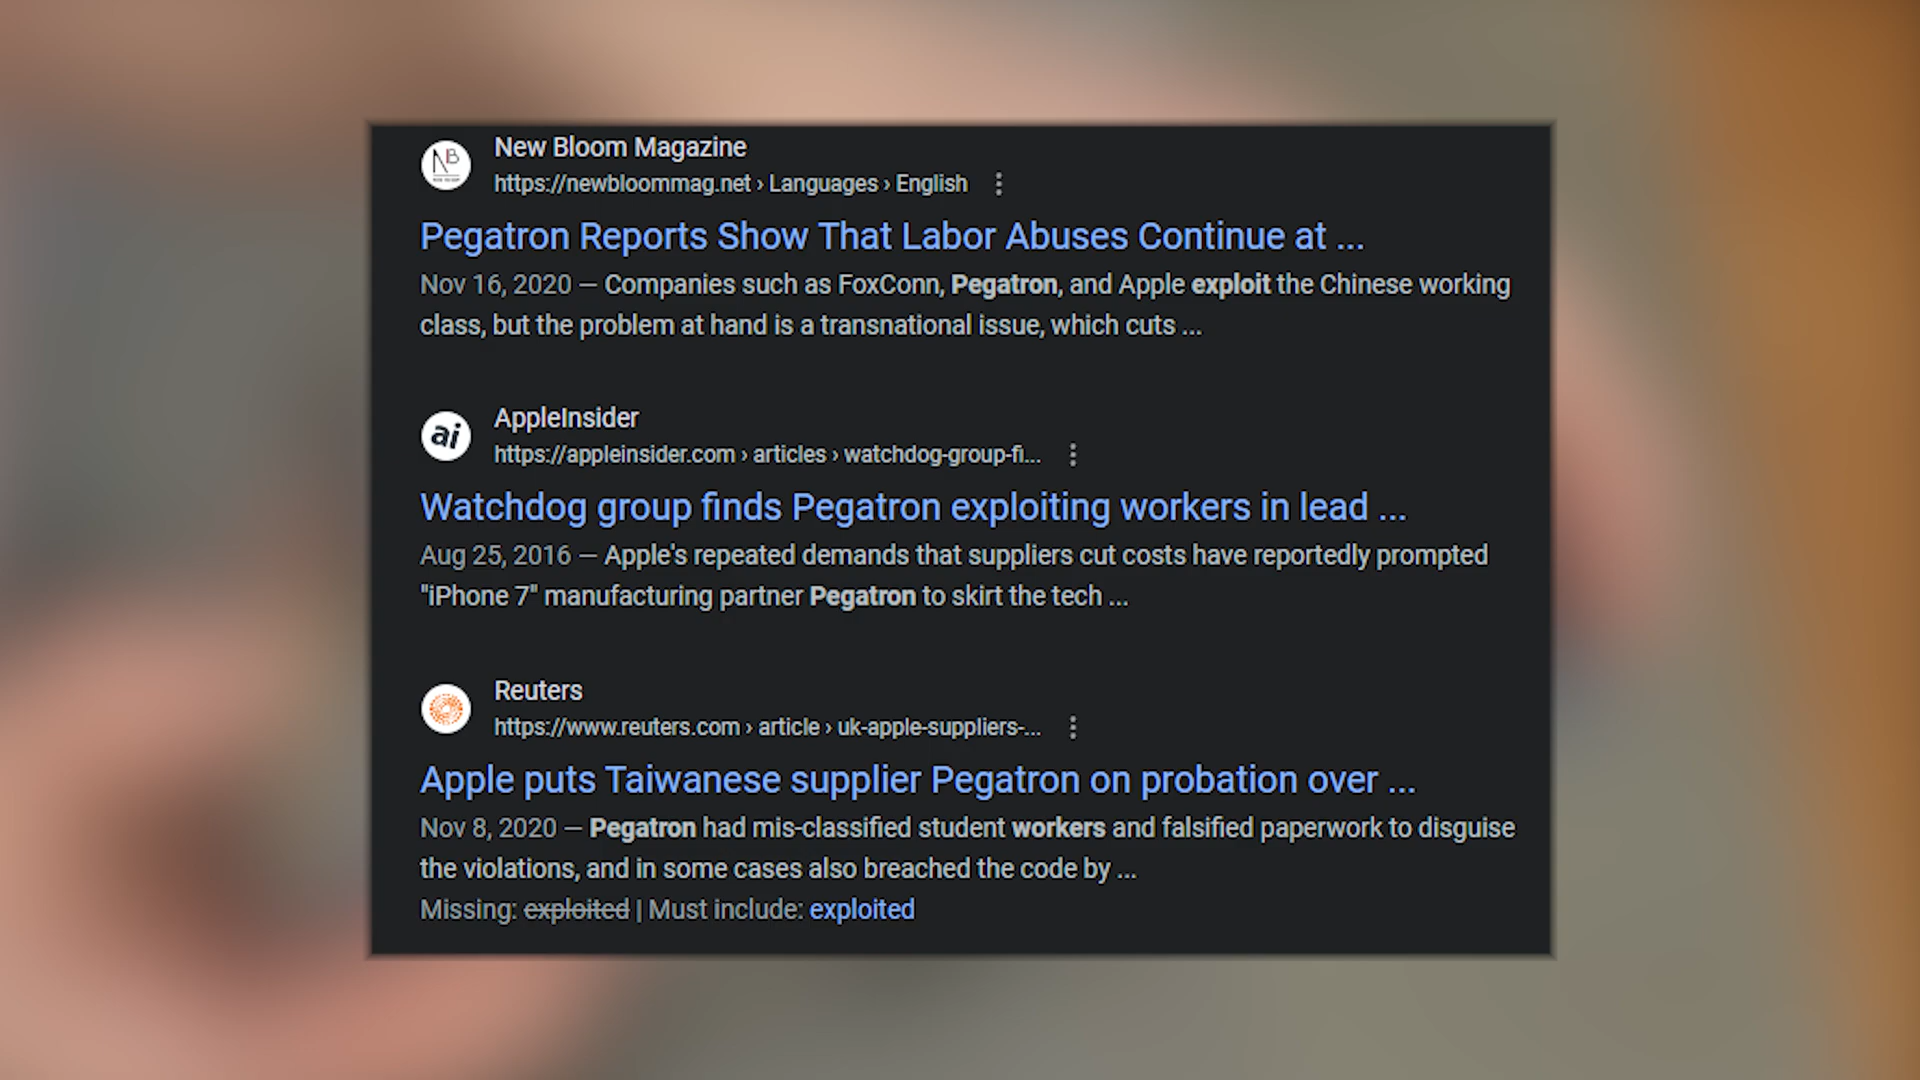 New Bloom Magazine
https://newbloommag.net › Languages › English
Pegatron Reports Show That Labor Abuses Continue at ...
Nov 16, 2020 — Companies such as FoxConn, Pegatron, and Apple exploit the Chinese working
class, but the problem at hand is a transnational issue, which cuts ...
ai
AppleInsider
https://appleinsider.com › articles › watchdog-group-fi...
Watchdog group finds Pegatron exploiting workers in lead ...
Aug 25, 2016 — Apple's repeated demands that suppliers cut costs have reportedly prompted
"iPhone 7" manufacturing partner Pegatron to skirt the tech ...
Reuters
https://www.reuters.com › article › uk-apple-suppliers-...
Apple puts Taiwanese supplier Pegatron on probation over ...
Nov 8, 2020 — Pegatron had mis-classified student workers and falsified paperwork to disguise
the violations, and in some cases also breached the code by ...
Missing: exploited | Must include: exploited